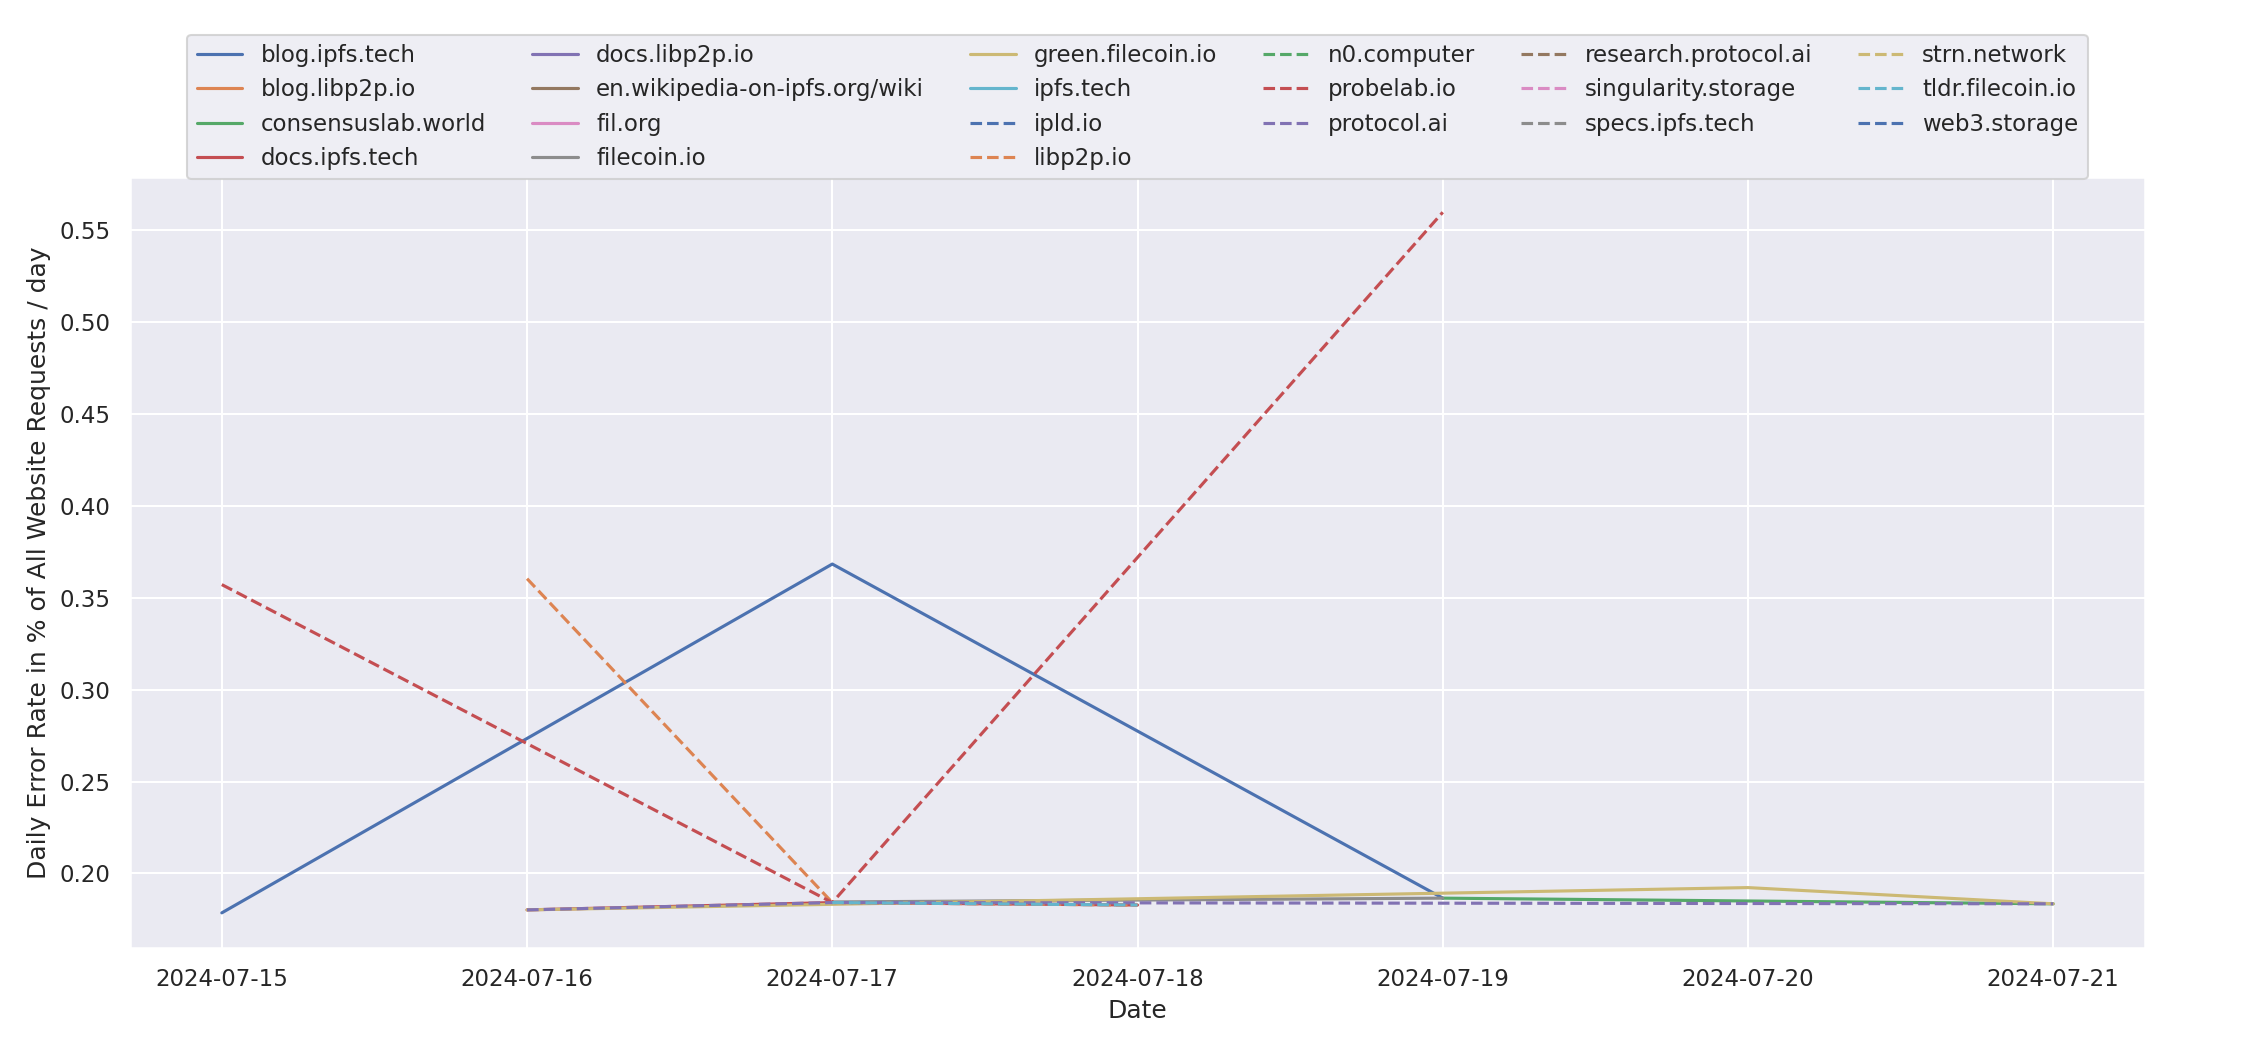 blog.ipfs.tech
blog.libp2p.io
consensuslab.world
docs.ipfs.tech
docs.libp2p.io
en.wikipedia-on-ipfs.org/wiki
fil.org
filecoin.io
green.filecoin.io
ipfs.tech
ipld.io
libp2p.io
n0.computer
probelab.io
protocol.ai
research.protocol.ai
singularity.storage
specs.ipfs.tech
strn.network
tldr.filecoin.io
web3.storage
Daily Error Rate in % of All Website Requests / day
0.55
0.50
0.45
0.40
0.35
0.30
0.25
0.20
2024-07-15
2024-07-16
2024-07-17
2024-07-18
2024-07-19
2024-07-20
2024-07-21
Date